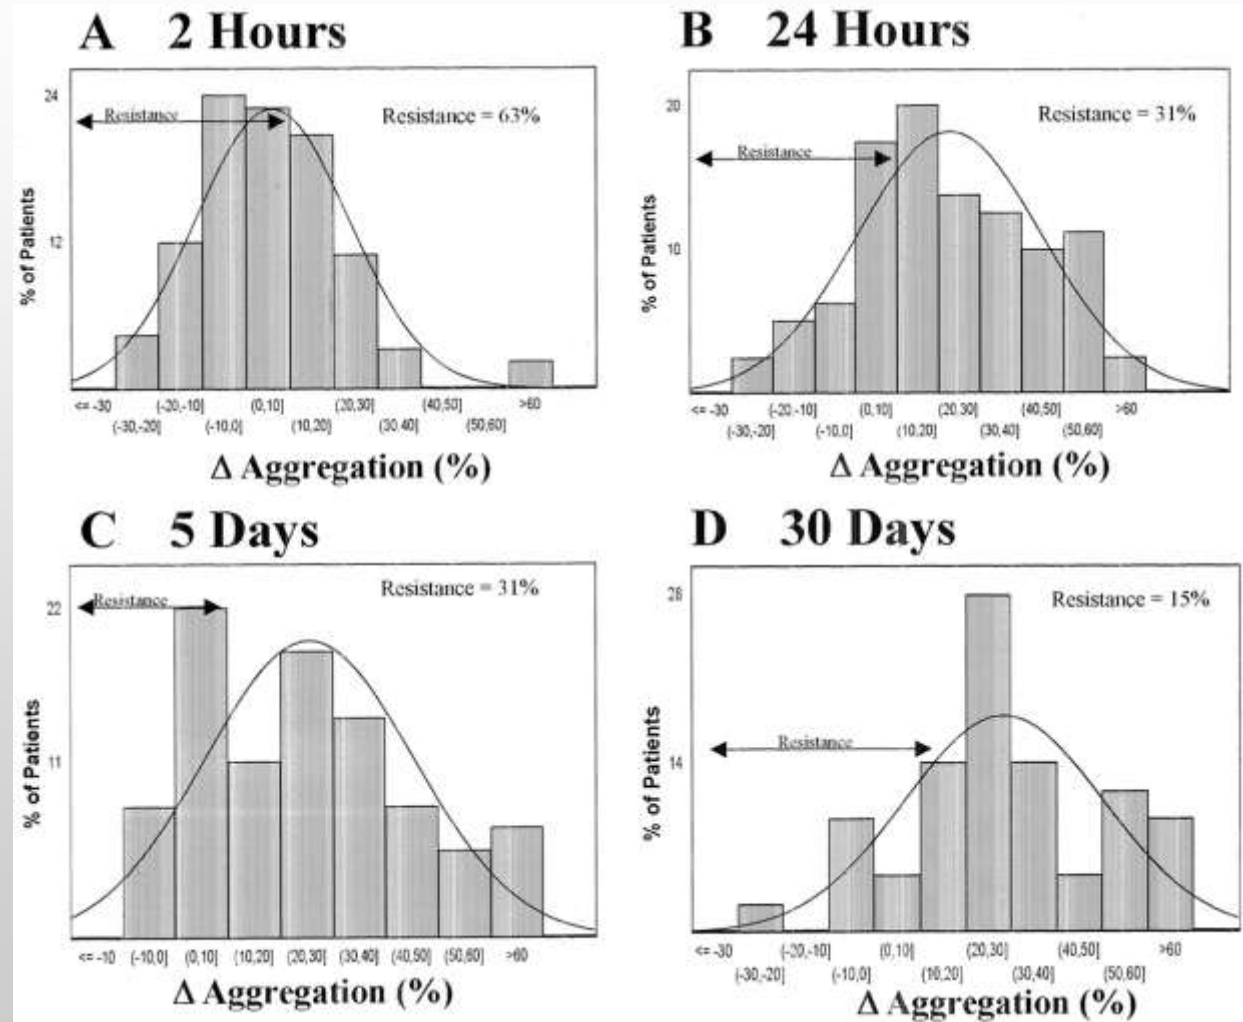 A 2 Hours
24
Resistance
Resistance = 63%
12
% of Patients
<= -30 (-20,-10] (0,10] (20,30] (40,50] >60
(-30,-20] (-10,0] (10,20] (30,40] (50,60]
Δ Aggregation (%)
B 24 Hours
20
Resistance = 31%
Resistance
10
% of Patients
<= -30 (-20,-10] (0,10] (20,30] (40,50] >60
(-30,-20] (-10,0] (10,20] (30,40] (50,60]
Δ Aggregation (%)
C 5 Days
Resistance = 31%
22
Resistance
11
% of Patients
<= -10 (-10,0] (0,10] (10,20] (20,30] (30,40] (40,50] (50,60] >60
Δ Aggregation (%)
D 30 Days
28
Resistance = 15%
Resistance
14
% of Patients
<= -30 (-20,-10] (0,10] (20,30] (40,50] >60
(-30,-20] (-10,0] (10,20] (30,40] (50,60]
Δ Aggregation (%)